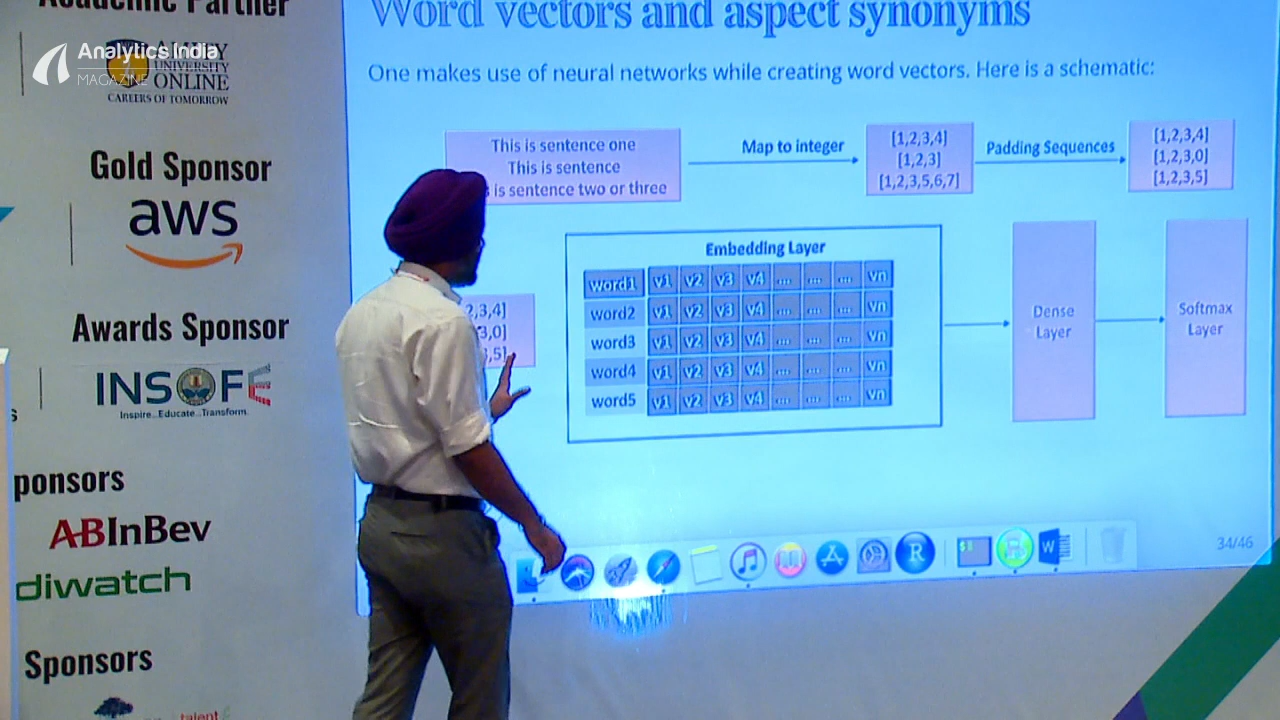 Academic Partner
Analytics India
MAGAZINE
UNIVERSITY
ONLINE
CAREERS OF TOMORROW
Gold Sponsor
aws
Awards Sponsor
INSOFE
Inspire...Educate...Transform.
s
ponsors
ABInBev
diwatch
Sponsors
talent
Word vectors and aspect synonyms
One makes use of neural networks while creating word vectors. Here is a schematic:
This is sentence one
This is sentence
s is sentence two or three
Map to integer
[1,2,3,4]
[1,2,3]
[1,2,3,5,6,7]
Padding Sequences
[1,2,3,4]
[1,2,3,0]
[1,2,3,5]
2,3,4]
3,0]
,5]
Embedding Layer
word1 v1 v2 v3 v4 .... .... .... vn
word2 v1 v2 v3 v4 .... .... .... vn
word3 v1 v2 v3 v4 .... .... .... vn
word4 v1 v2 v3 v4 .... .... .... vn
word5 v1 v2 v3 v4 .... .... .... vn
Dense
Layer
Softmax
Layer
R
W
34/46